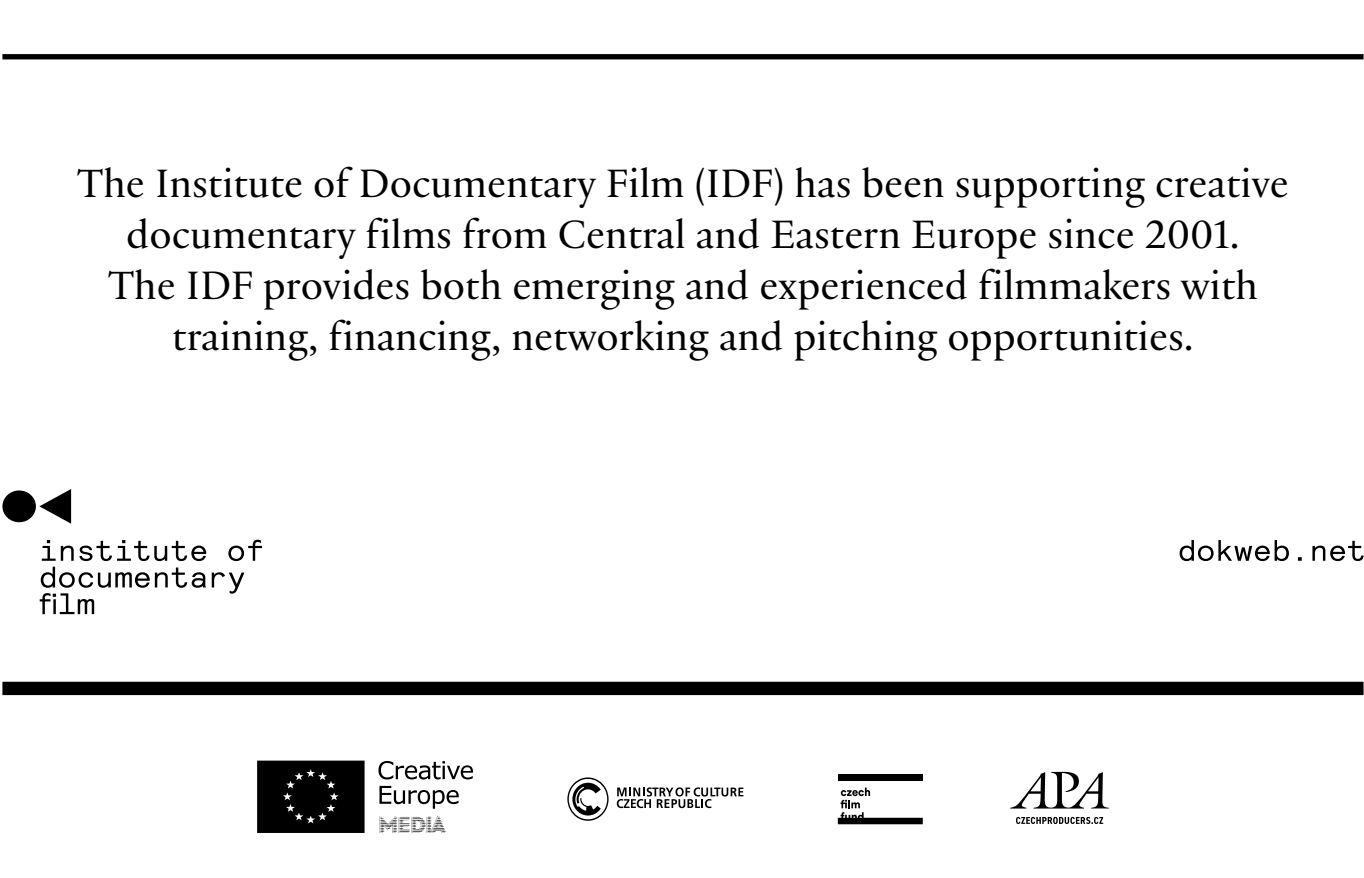 The Institute of Documentary Film (IDF) has been supporting creative
documentary films from Central and Eastern Europe since 2001.
The IDF provides both emerging and experienced filmmakers with
training, financing, networking and pitching opportunities.
institute of
documentary
film
dokweb.net
Creative
Europe
MEDIA
MINISTRY OF CULTURE
CZECH REPUBLIC
czech
film
fund
APA
CZECHPRODUCERS.CZ